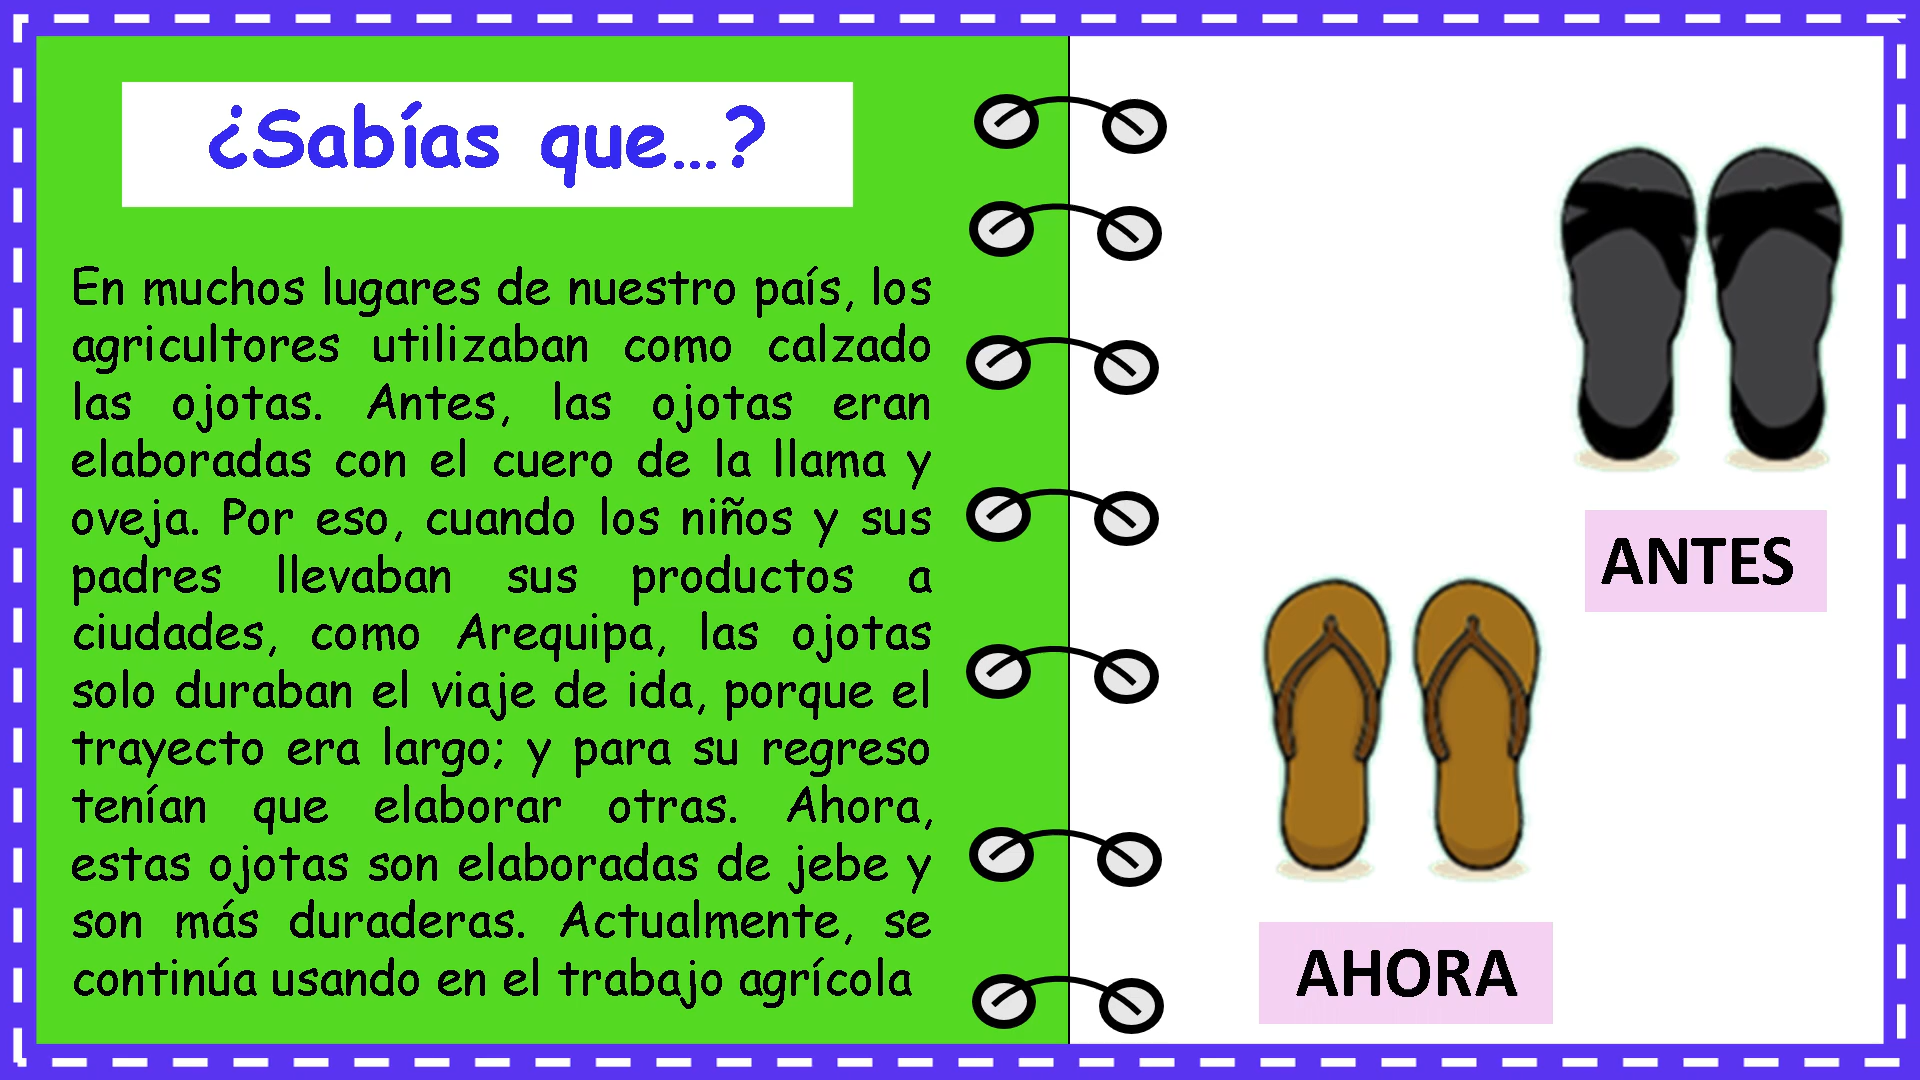 ¿Sabías que...?
En muchos lugares de nuestro país, los
agricultores utilizaban como calzado
las ojotas. Antes, las ojotas eran
elaboradas con el cuero de la llama y
oveja. Por eso, cuando los niños y sus
padres llevaban sus productos a
ciudades, como Arequipa, las ojotas
solo duraban el viaje de ida, porque el
trayecto era largo; y para su regreso
tenían que elaborar otras. Ahora,
estas ojotas son elaboradas de jebe y
son más duraderas. Actualmente, se
continúa usando en el trabajo agrícola
ANTES
AHORA